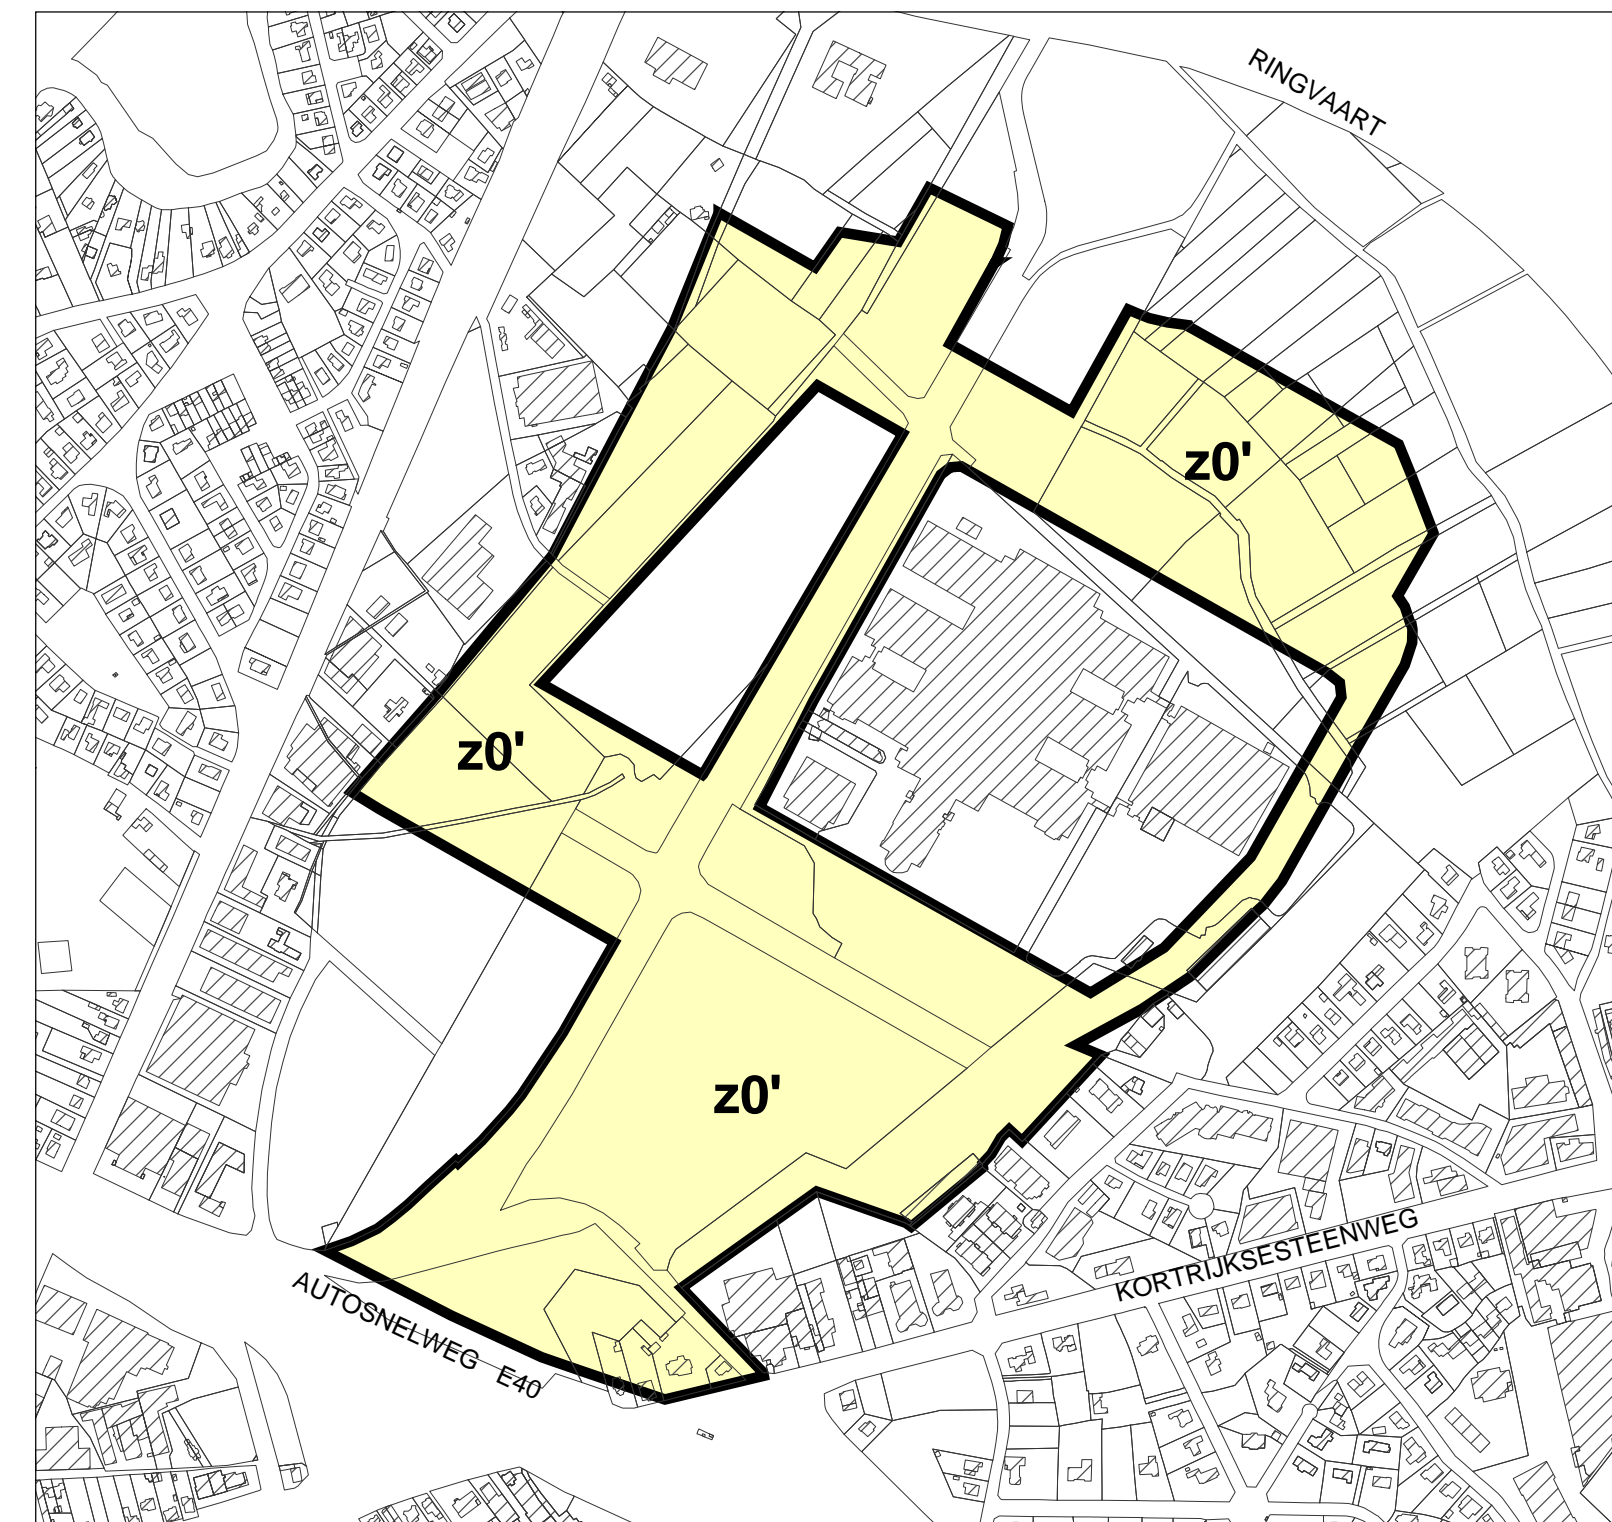 RINGVAART
z0'
z0'
z0'
KORTRIJKSESTEENWEG
AUTOSNELWEG E40